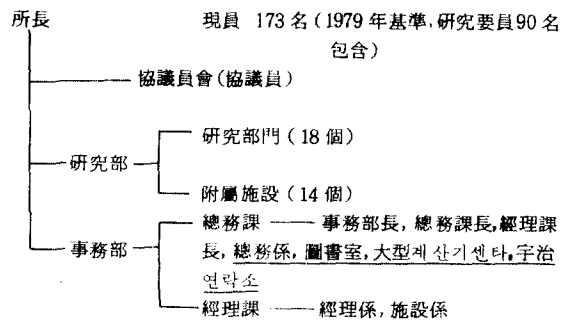 所長 現員 173名(1979年基準, 研究要員90名
包含)
協議員會(協議員)
研究部門(18個)
研究部
附屬施設(14個)
總務課 —— 事務部長, 總務課長, 經理課
事務部 長, 總務係, 圖書室, 大型계산기센타, 宇治
연락소
經理課 —— 經理係, 施設係